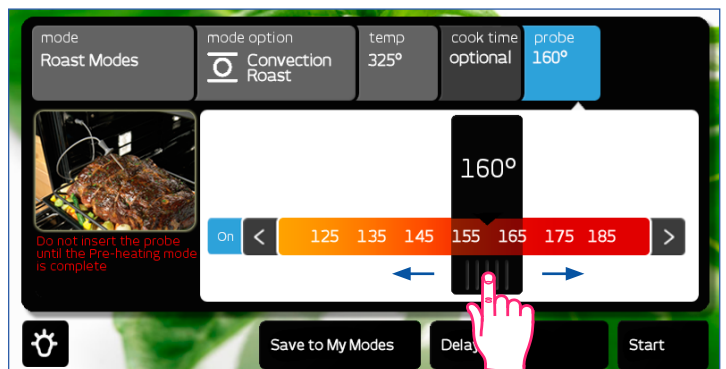 mode
Roast Modes
mode option
Convection
Roast
temp
325°
cook time
optional
probe
160°
160°
Do not insert the probe
until the Pre-heating mode
is complete
On < 125 135 145 155 165 175 185 >
Save to My Modes
Delay
Start